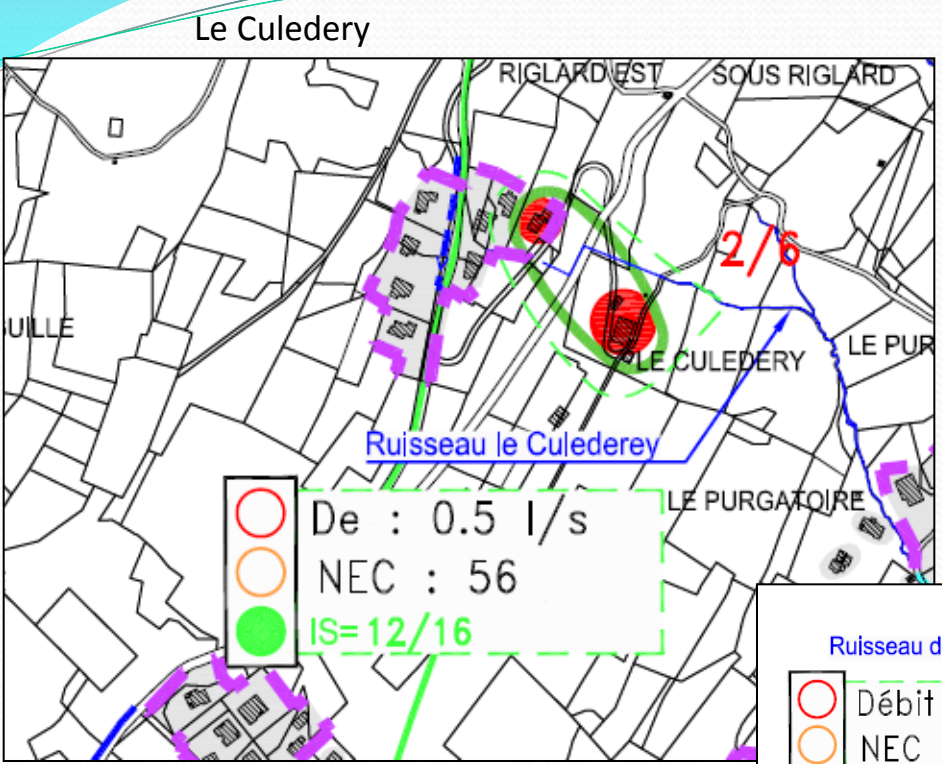 Le Culedery
RIGLARD EST
SOUS RIGLARD
2/6
UILLE
LE CULEDERY
LE PUR
Ruisseau le Culederey
LE PURGATOIRE
De : 0.5 l/s
NEC : 56
IS=12/16
Ruisseau d
Débit
NEC